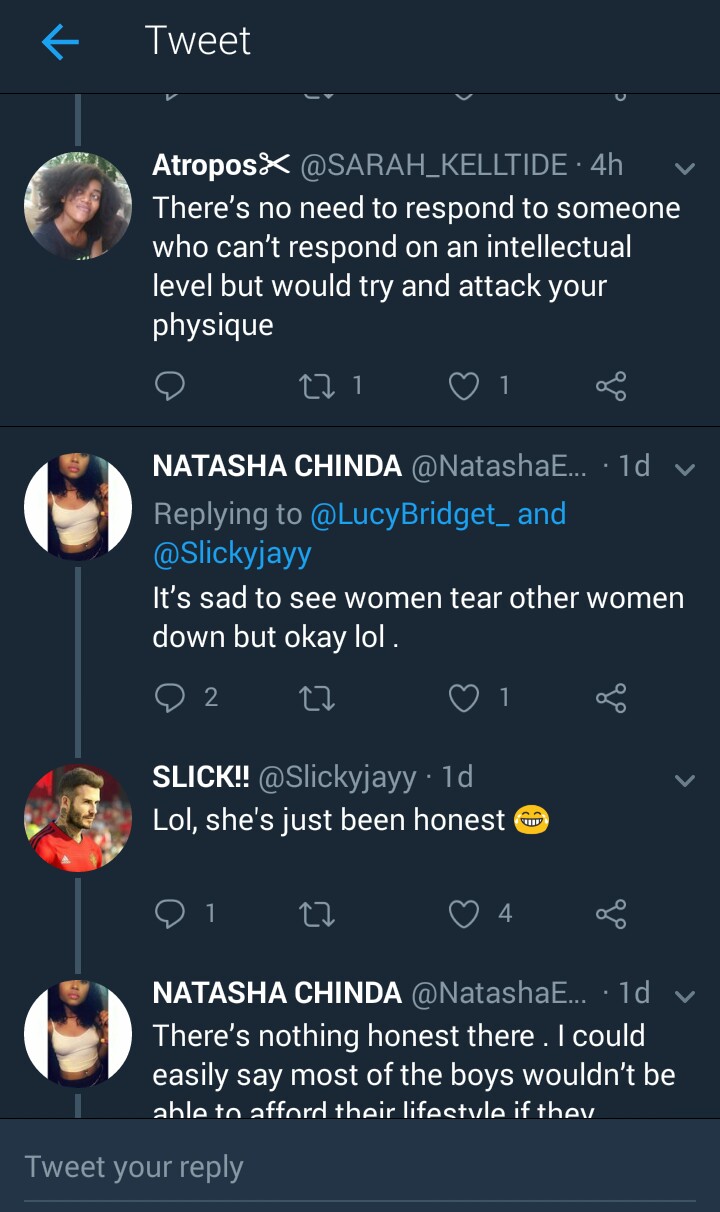 Tweet
Atropos✂ @SARAH_KELLTIDE · 4h
There's no need to respond to someone
who can't respond on an intellectual
level but would try and attack your
physique
1 1
NATASHA CHINDA @NatashaE... · 1d
Replying to @LucyBridget_ and
@Slickyjayy
It's sad to see women tear other women
down but okay lol .
2 1
SLICK!! @Slickyjayy · 1d
Lol, she's just been honest 😂
1 4
NATASHA CHINDA @NatashaE... · 1d
There's nothing honest there . I could
easily say most of the boys wouldn't be
able to afford their lifestyle if they
Tweet your reply